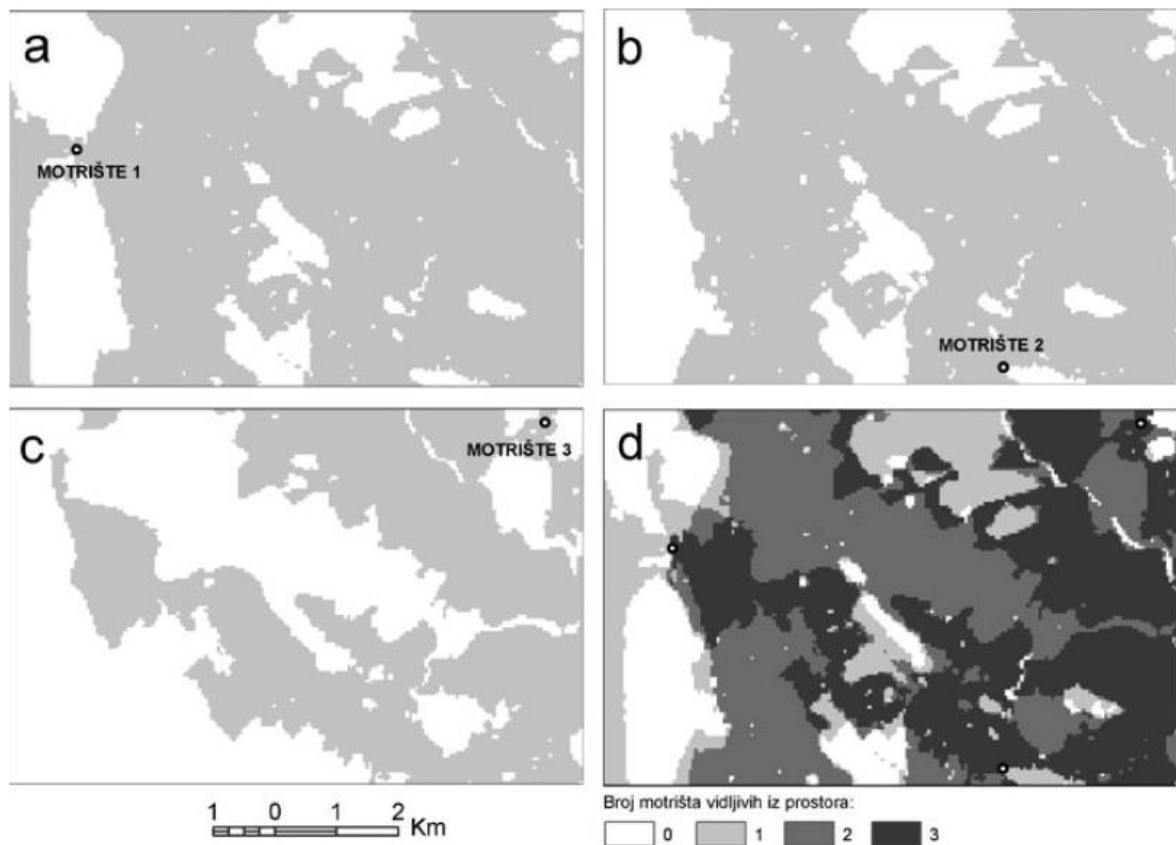 a
MOTRIŠTE 1
b
MOTRIŠTE 2
c
MOTRIŠTE 3
d
1 0 1 2
Km
Broj motrišta vidljivih iz prostora:
0 1 2 3